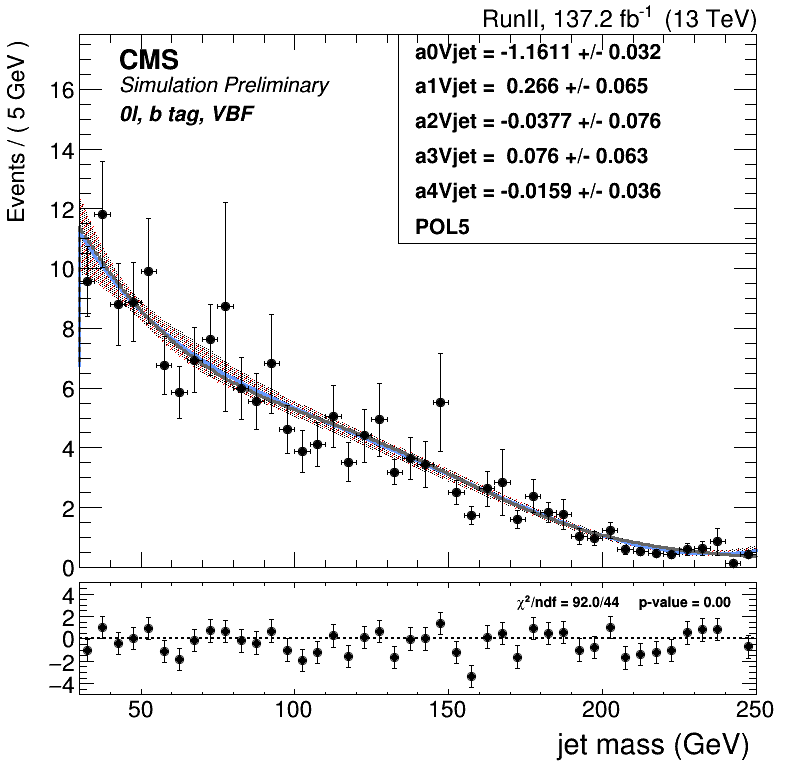 RunII, 137.2 fb⁻¹ (13 TeV)
CMS
Simulation Preliminary
0l, b tag, VBF
a0Vjet = -1.1611 +/- 0.032
a1Vjet =  0.266 +/- 0.065
a2Vjet = -0.0377 +/- 0.076
a3Vjet =  0.076 +/- 0.063
a4Vjet = -0.0159 +/- 0.036
POL5
Events / ( 5 GeV )
16
14
12
10
8
6
4
2
0
χ²/ndf = 92.0/44 p-value = 0.00
4
2
0
−2
−4
50 100 150 200 250
jet mass (GeV)